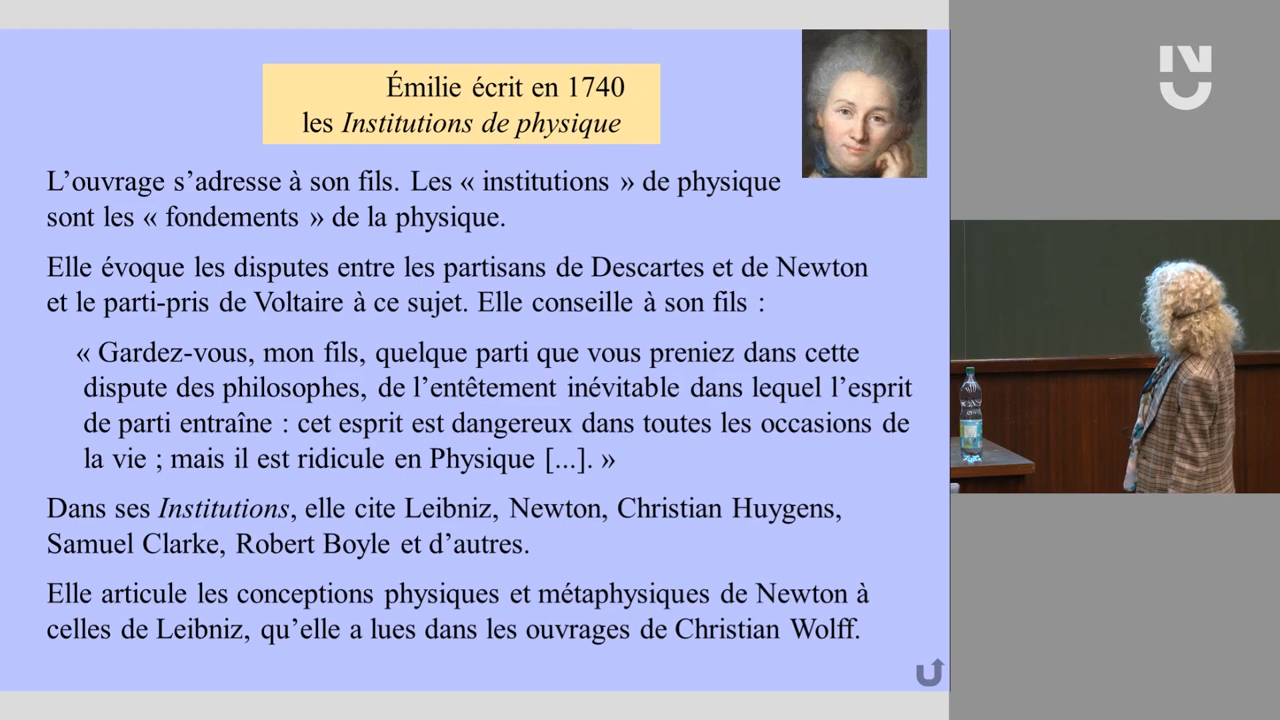 Émilie écrit en 1740
les Institutions de physique
L’ouvrage s’adresse à son fils. Les « institutions » de physique
sont les « fondements » de la physique.
Elle évoque les disputes entre les partisans de Descartes et de Newton
et le parti-pris de Voltaire à ce sujet. Elle conseille à son fils :
« Gardez-vous, mon fils, quelque parti que vous preniez dans cette
dispute des philosophes, de l’entêtement inévitable dans lequel l’esprit
de parti entraîne : cet esprit est dangereux dans toutes les occasions de
la vie ; mais il est ridicule en Physique [...]. »
Dans ses Institutions, elle cite Leibniz, Newton, Christian Huygens,
Samuel Clarke, Robert Boyle et d’autres.
Elle articule les conceptions physiques et métaphysiques de Newton à
celles de Leibniz, qu’elle a lues dans les ouvrages de Christian Wolff.